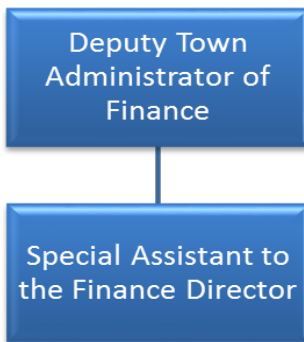 Deputy Town
Administrator of
Finance
Special Assistant to
the Finance Director